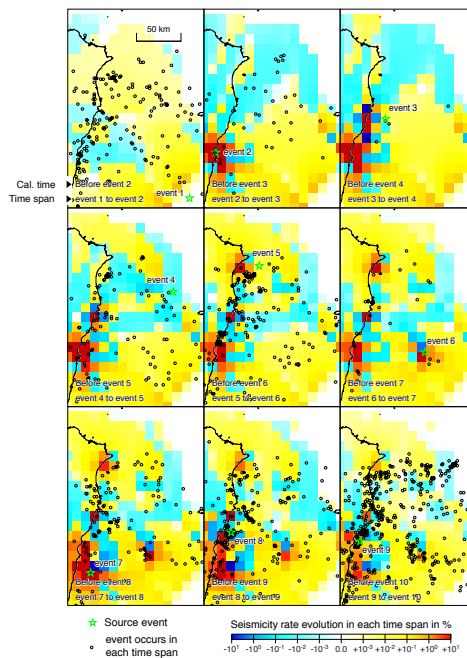 50 km
event 1
Cal. time
Before event 2
Time span
event 1 to event 2
event 2
Before event 3
event 2 to event 3
event 3
Before event 4
event 3 to event 4
event 4
Before event 5
event 4 to event 5
event 5
Before event 6
event 5 to event 6
event 6
Before event 7
event 6 to event 7
event 7
Before event 8
event 7 to event 8
event 8
Before event 9
event 8 to event 9
event 9
Before event 10
event 9 to event 10
Source event
event occurs in
each time span
Seismicity rate evolution in each time span in %
-10¹ -10⁰ -10⁻¹ -10⁻² -10⁻³ 0.0 +10⁻³ +10⁻² +10⁻¹ +10⁰ +10¹